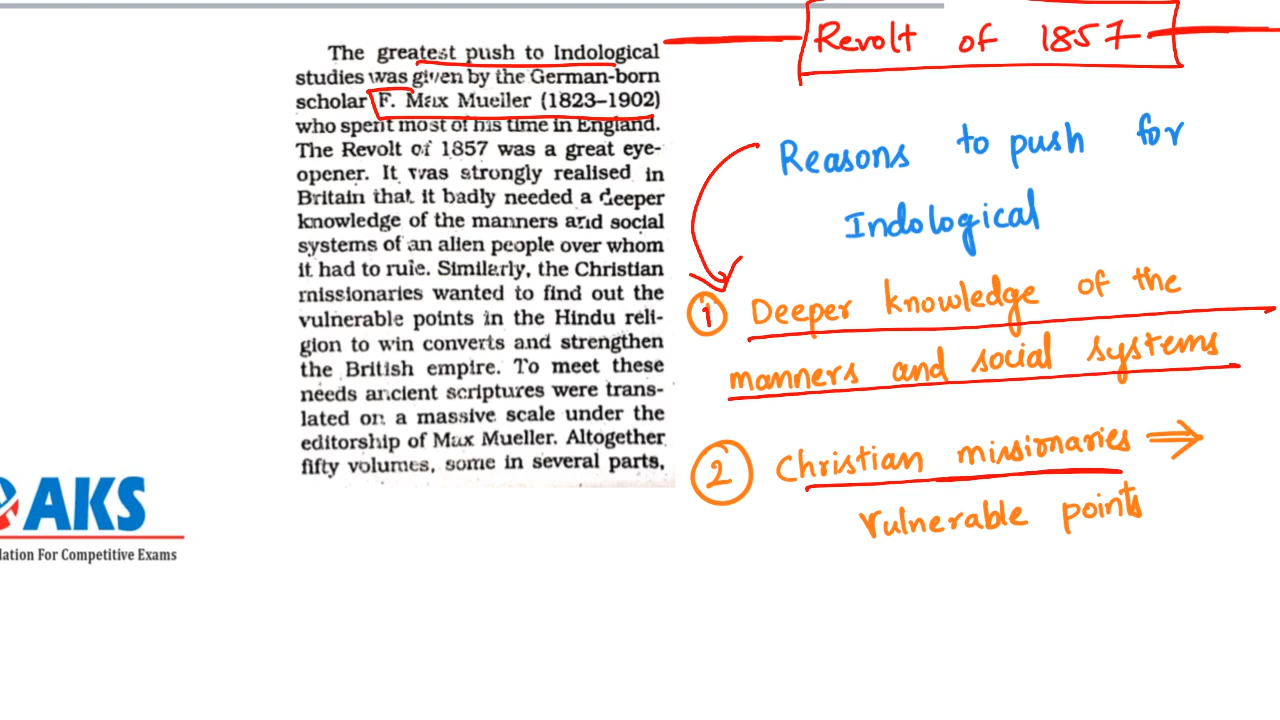 The greatest push to Indological
studies was given by the German-born
scholar F. Max Mueller (1823–1902)
who spent most of his time in England.
The Revolt of 1857 was a great eye-
opener. It was strongly realised in
Britain that it badly needed a deeper
knowledge of the manners and social
systems of an alien people over whom
it had to rule. Similarly, the Christian
missionaries wanted to find out the
vulnerable points in the Hindu reli-
gion to win converts and strengthen
the British empire. To meet these
needs ancient scriptures were trans-
lated on a massive scale under the
editorship of Max Mueller. Altogether
fifty volumes, some in several parts,
Revolt of 1857
Reasons to push for
Indological
1 Deeper knowledge of the
manners and social systems
2 Christian missionaries ⇒
Vulnerable points
AKS
lation For Competitive Exams